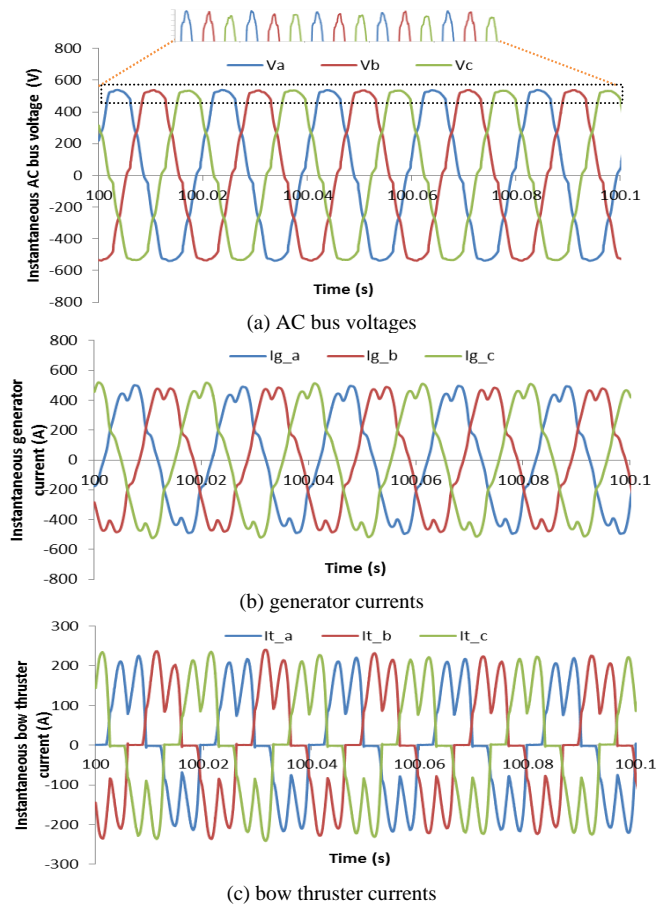 800
600
400
200
0
-200
-400
-600
-800
Instantaneous AC bus voltage (V)
Va Vb Vc
100 100.02 100.04 100.06 100.08 100.1
Time (s)
(a) AC bus voltages
800
600
400
200
0
-200
-400
-600
-800
Instantaneous generator
current (A)
Ig_a Ig_b Ig_c
100 100.02 100.04 100.06 100.08 100.1
Time (s)
(b) generator currents
300
200
100
0
-100
-200
-300
Instantaneous bow thruster
current (A)
It_a It_b It_c
100 100.02 100.04 100.06 100.08 100.1
Time (s)
(c) bow thruster currents